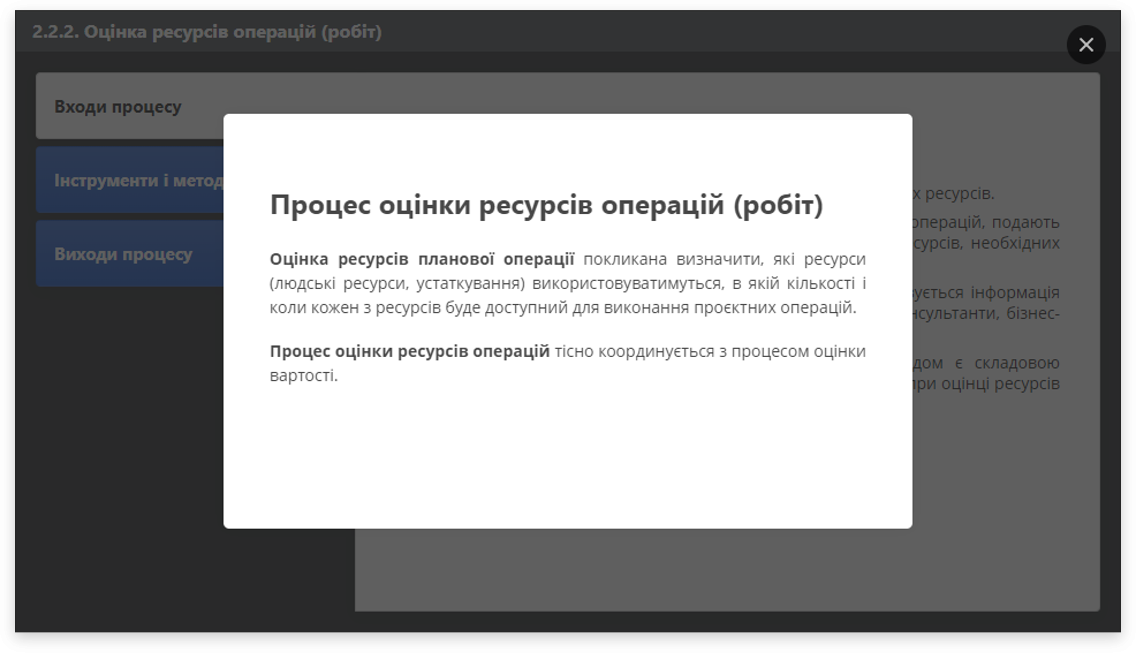 2.2.2. Оцінка ресурсів операцій (робіт)
Входи процесу
Інструменти і метод
Виходи процесу
Процес оцінки ресурсів операцій (робіт)
Оцінка ресурсів планової операції покликана визначити, які ресурси
(людські ресурси, устаткування) використовуватимуться, в якій кількості і
коли кожен з ресурсів буде доступний для виконання проєктних операцій.
Процес оцінки ресурсів операцій тісно координується з процесом оцінки
вартості.
х ресурсів.
операцій, подають
сурсів, необхідних
інформація
бізнес-
є складовою
при оцінці ресурсів